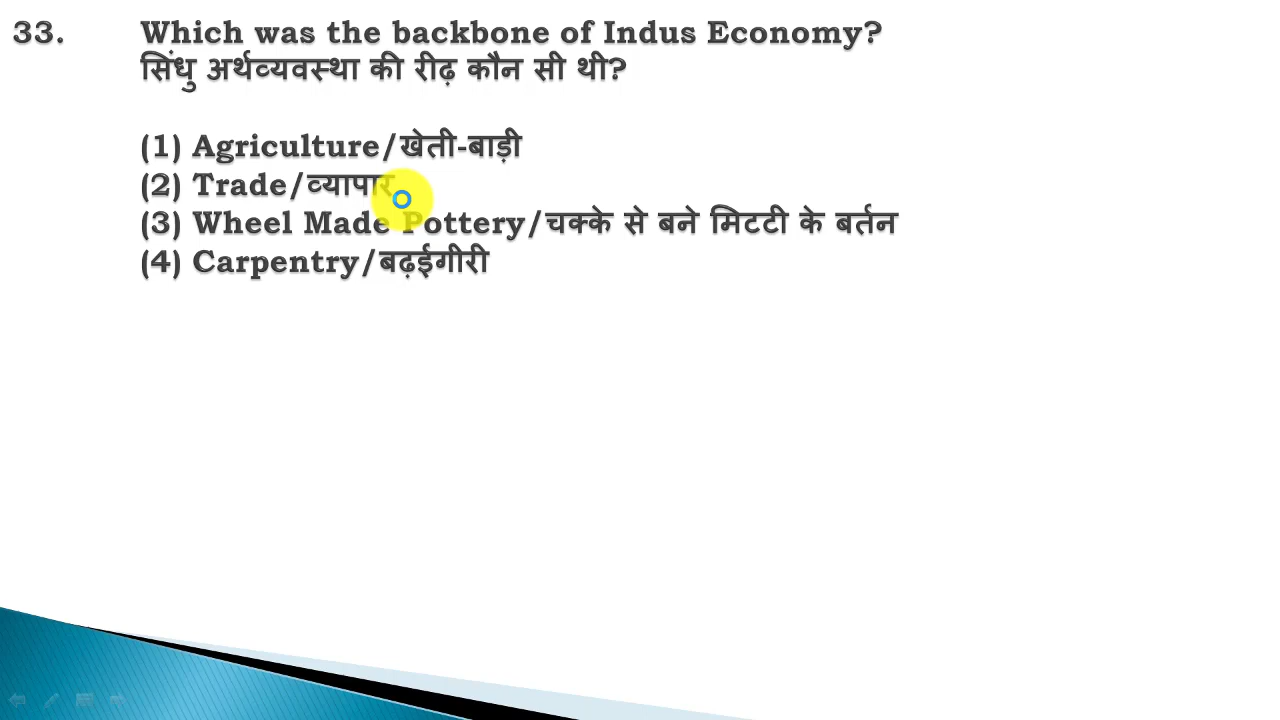 33. Which was the backbone of Indus Economy?
सिंधु अर्थव्यवस्था की रीढ़ कौन सी थी?
(1) Agriculture/खेती-बाड़ी
(2) Trade/व्यापार
(3) Wheel Made Pottery/चक्के से बने मिटटी के बर्तन
(4) Carpentry/बढ़ईगीरी